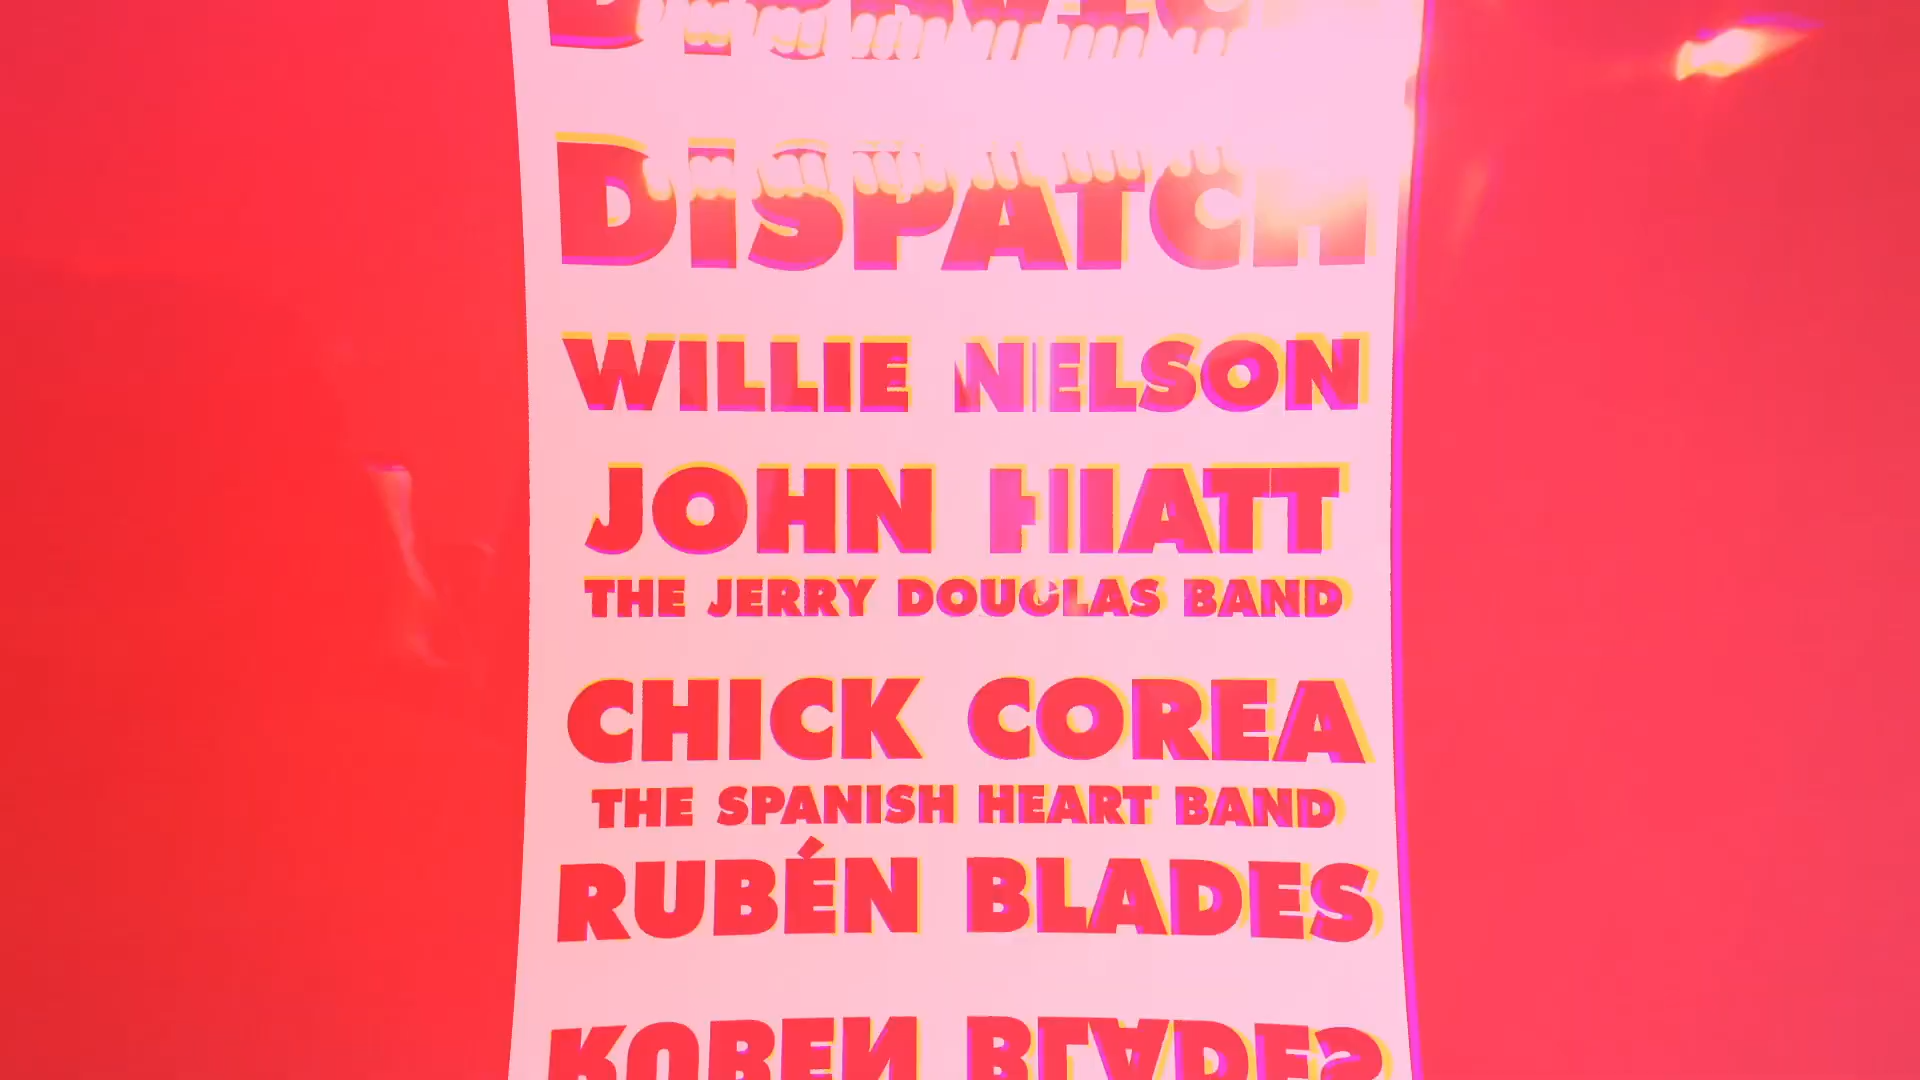 DISPATCH
WILLIE NELSON
JOHN HIATT
THE JERRY DOUGLAS BAND
CHICK COREA
THE SPANISH HEART BAND
RUBÉN BLADES